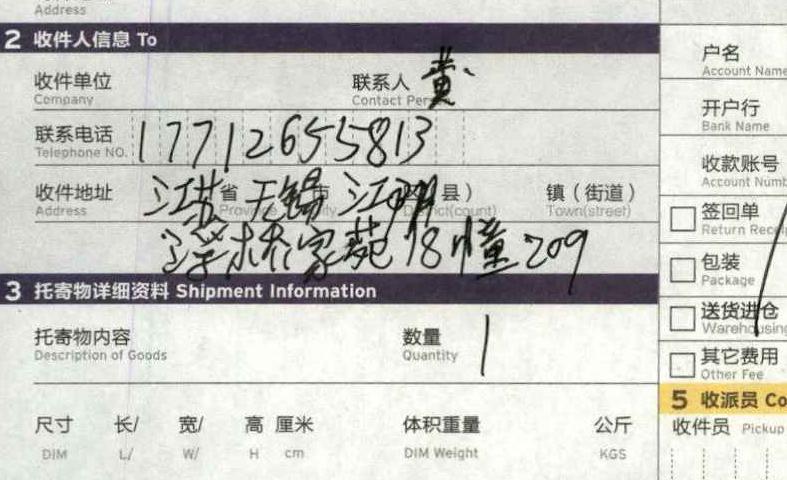 Address
2 收件人信息 To
收件单位 联系人 黄
Company Contact Per
户名
Account Name
联系电话 17712655813
Telephone NO.
开户行
Bank Name
收件地址 江苏 省 无锡 市 江阴 县） 镇（街道）
Address Province City District(count) Town(street)
收款账号
Account Numb
家苑18幢209
签回单
Return Recei
包装
Package
3 托寄物详细资料 Shipment Information
送货进仓
Warehousing
托寄物内容 数量 1
Description of Goods Quantity
其它费用
Other Fee
5 收派员 Co
尺寸 长/ 宽/ 高 厘米 体积重量 公斤
DIM L/ W/ H cm DIM Weight KGS
收件员 Pickup